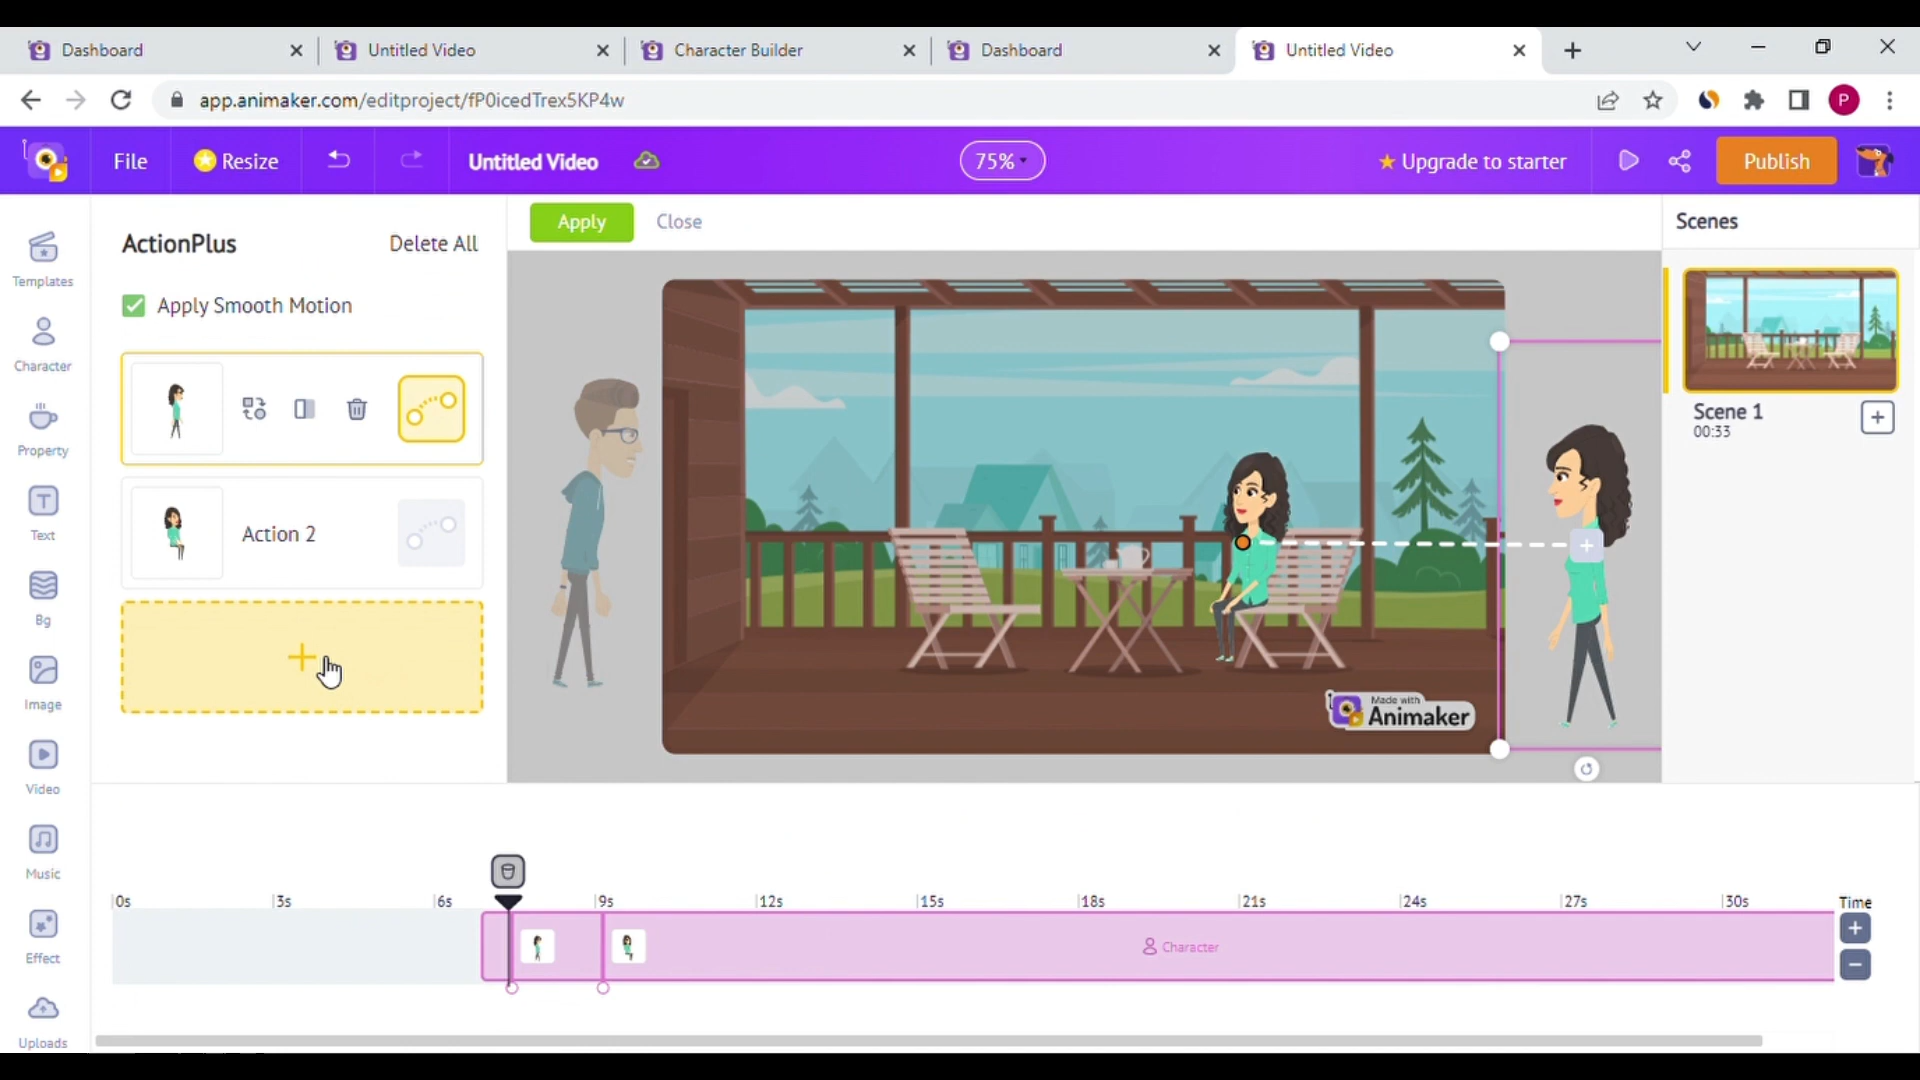 Dashboard
Untitled Video
Character Builder
Dashboard
Untitled Video
app.animaker.com/editproject/fP0icedTrex5KP4w
P
File
Resize
Untitled Video
75%
Upgrade to starter
Publish
Templates
Character
Property
Text
Bg
Image
Video
Music
Effect
Uploads
ActionPlus
Delete All
Apply Smooth Motion
Action 2
Apply
Close
Made with
Animaker
Scenes
Scene 1
00:33
0s 3s 6s 9s 12s 15s 18s 21s 24s 27s 30s
Time
Character